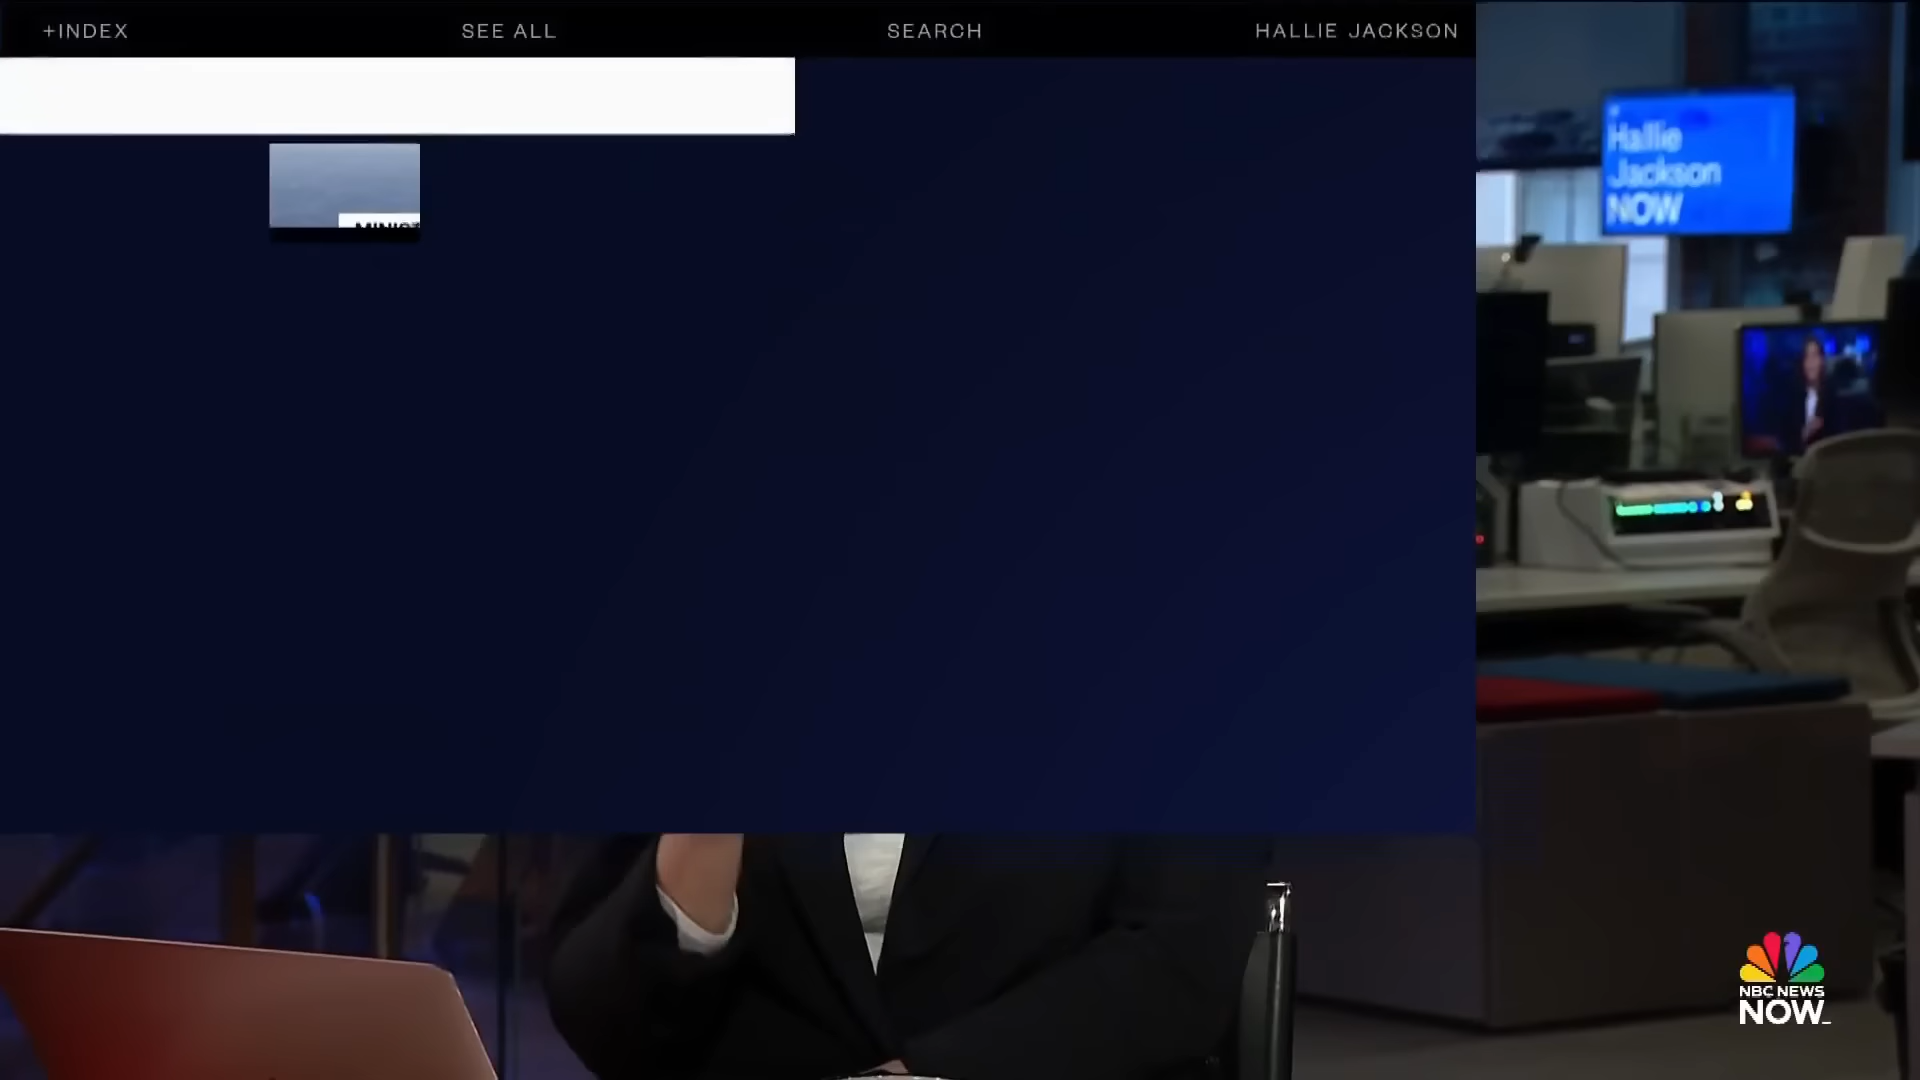 +INDEX
SEE ALL
SEARCH
HALLIE JACKSON
Hallie
Jackson
NOW
NBC NEWS
NOW